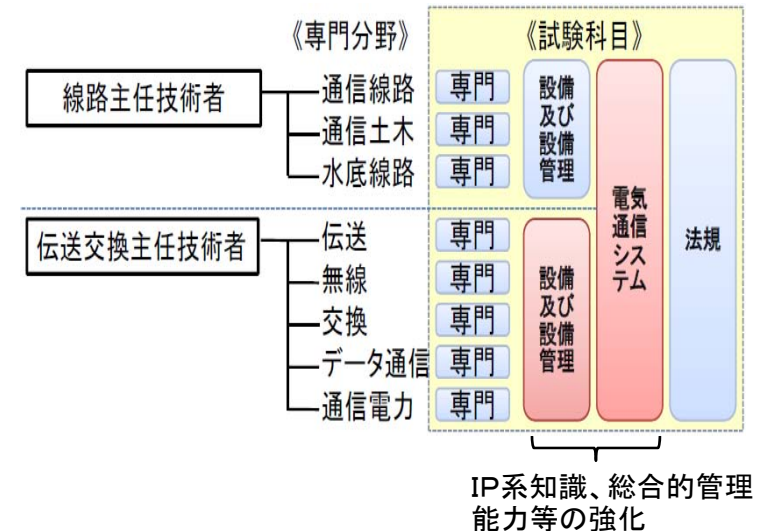 《専門分野》
《試験科目》
線路主任技術者
通信線路
専門
通信土木
専門
水底線路
専門
設備
及び
設備
管理
伝送交換主任技術者
伝送
専門
無線
専門
交換
専門
データ通信
専門
通信電力
専門
設備
及び
設備
管理
電気
通信
シス
テム
法規
IP系知識、総合的管理
能力等の強化